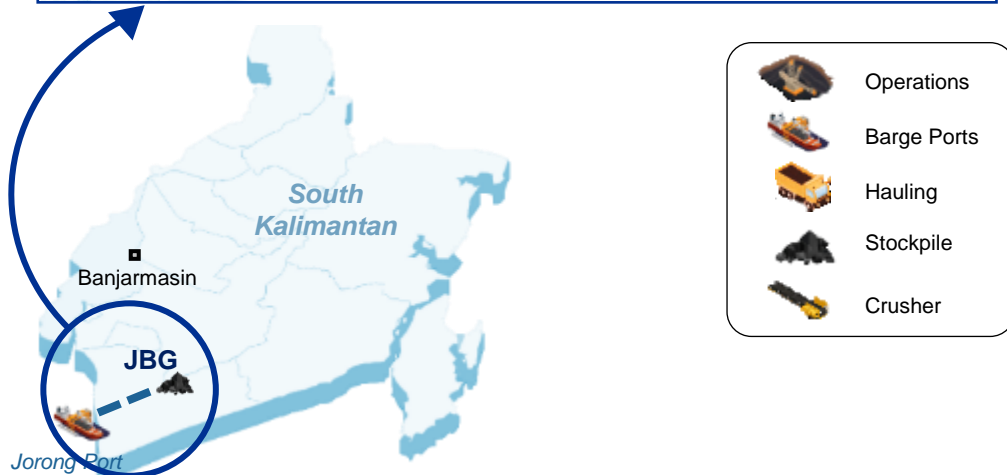 South
Kalimantan
Banjarmasin
JBG
Jorong Port
Operations
Barge Ports
Hauling
Stockpile
Crusher